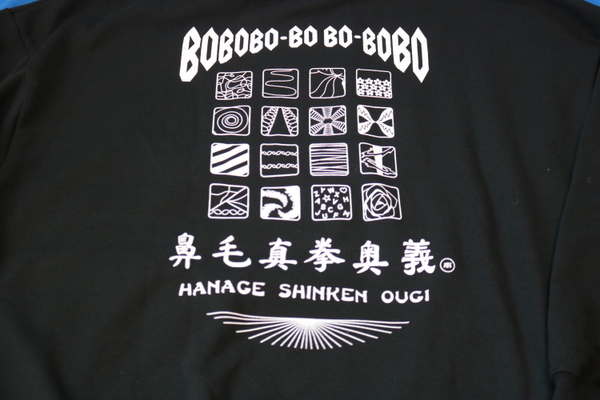 BOBOBO-BO BO-BOBO
鼻毛真拳奥義
HANAGE SHINKEN OUGI